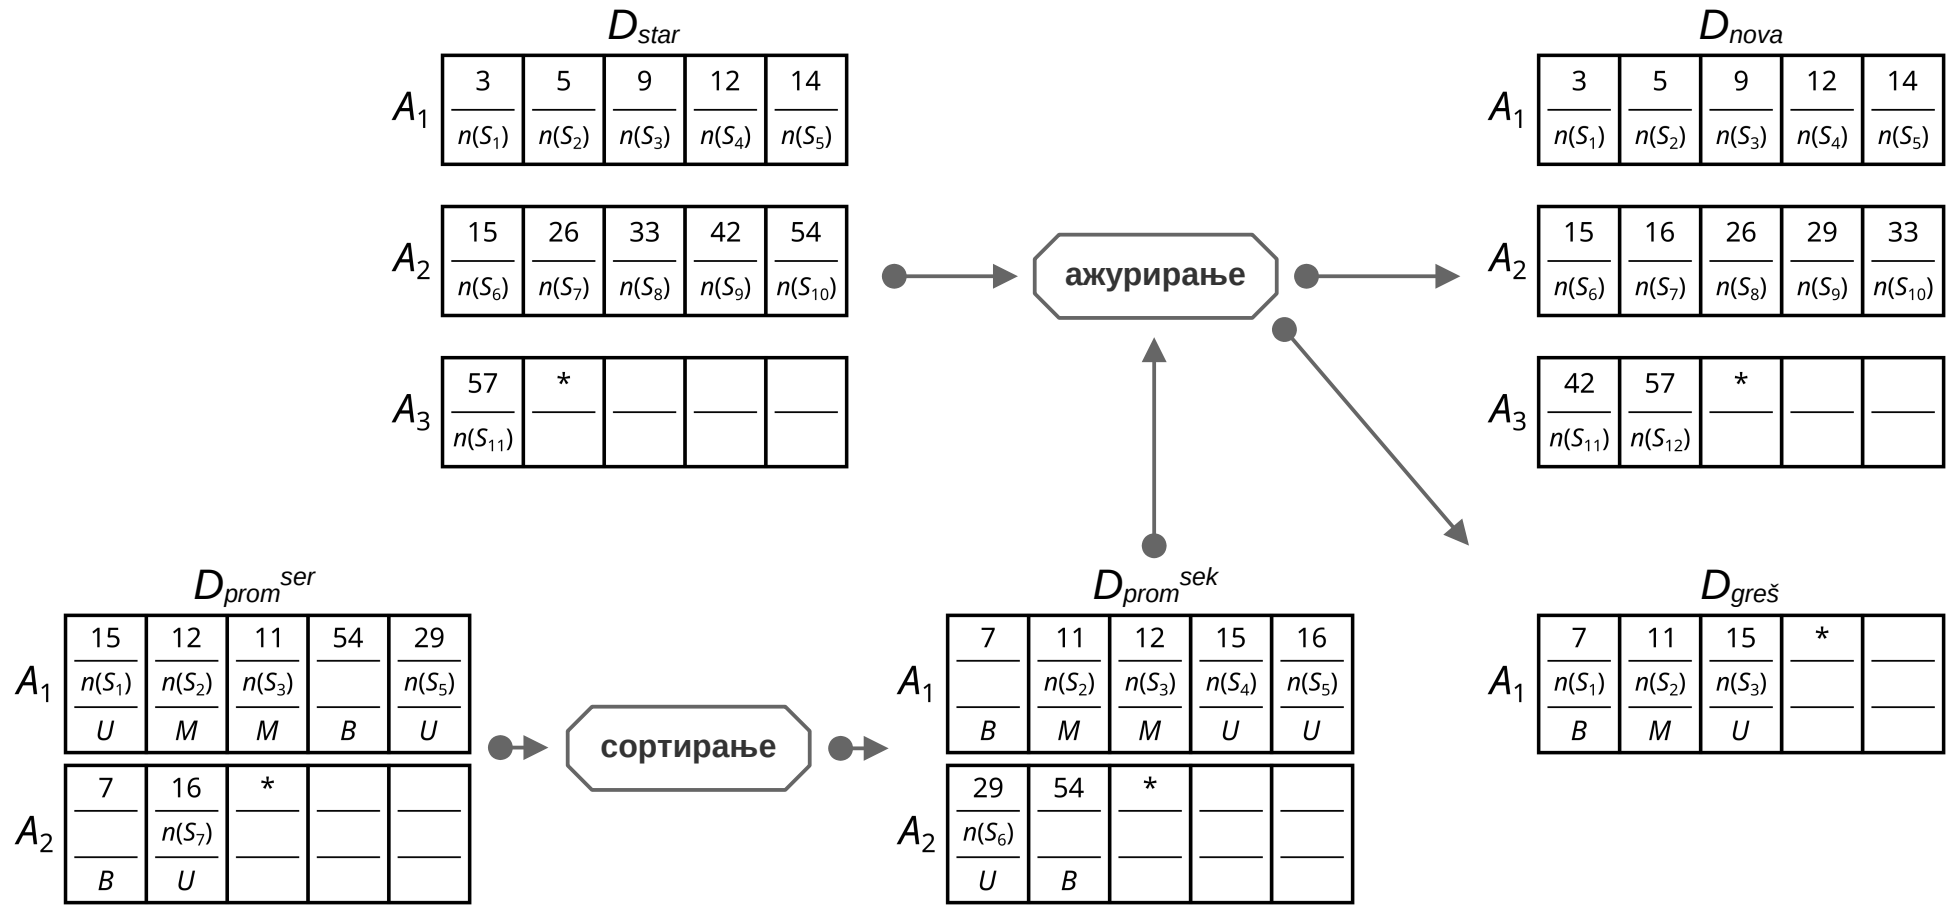 D_star
A₁
3 5 9 12 14
n(S₁) n(S₂) n(S₃) n(S₄) n(S₅)
A₂
15 26 33 42 54
n(S₆) n(S₇) n(S₈) n(S₉) n(S₁₀)
A₃
57 *
n(S₁₁)
ажурирање
D_nova
A₁
3 5 9 12 14
n(S₁) n(S₂) n(S₃) n(S₄) n(S₅)
A₂
15 16 26 29 33
n(S₆) n(S₇) n(S₈) n(S₉) n(S₁₀)
A₃
42 57 *
n(S₁₁) n(S₁₂)
D_prom^ser
A₁
15 12 11 54 29
n(S₁) n(S₂) n(S₃) n(S₅)
U M M B U
A₂
7 16 *
n(S₇)
B U
сортирање
D_prom^sek
A₁
7 11 12 15 16
n(S₂) n(S₃) n(S₄) n(S₅)
B M M U U
A₂
29 54 *
n(S₆)
U B
D_greš
A₁
7 11 15 *
n(S₁) n(S₂) n(S₃)
B M U